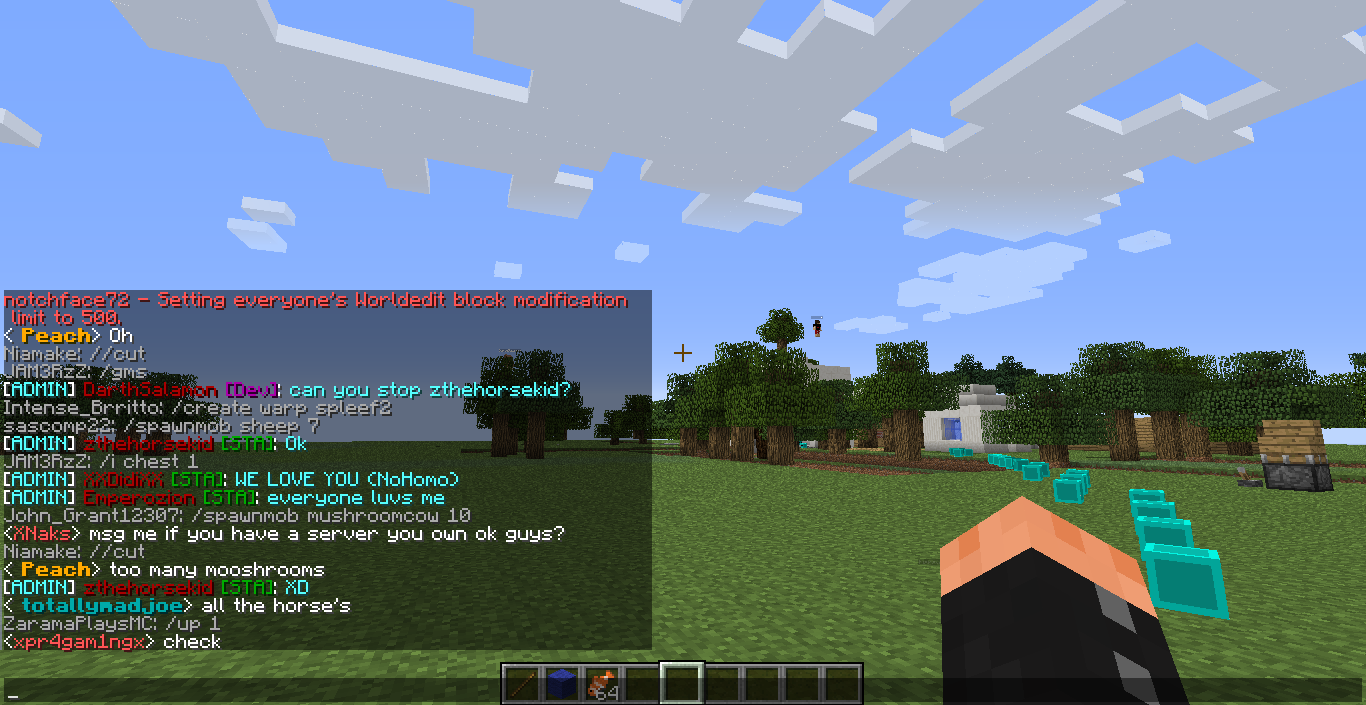 notchface72 - Setting everyone's Worldedit block modification
limit to 500.
< Peach> Oh
Niamake: //cut
JAM3RzZ: /gms
[ADMIN] DarthSalamon [Dev]: can you stop zthehorsekid?
Intense_Brritto: /create warp spleef2
sascomp22: /spawnmob sheep 7
[ADMIN] zthehorsekid [STA]: Ok
JAM3RzZ: /i chest 1
[ADMIN] XXDidiXX [STA]: WE LOVE YOU (NoHomo)
[ADMIN] Emperozion [STA]: everyone luvs me
John_Grant12307: /spawnmob mushroomcow 10
<XNaks> msg me if you have a server you own ok guys?
Niamake: //cut
< Peach> too many mooshrooms
[ADMIN] zthehorsekid [STA]: XD
< totallymadjoe> all the horse's
ZaramaPlaysMC: /up 1
<xpr4gam1ngx> check
_
64